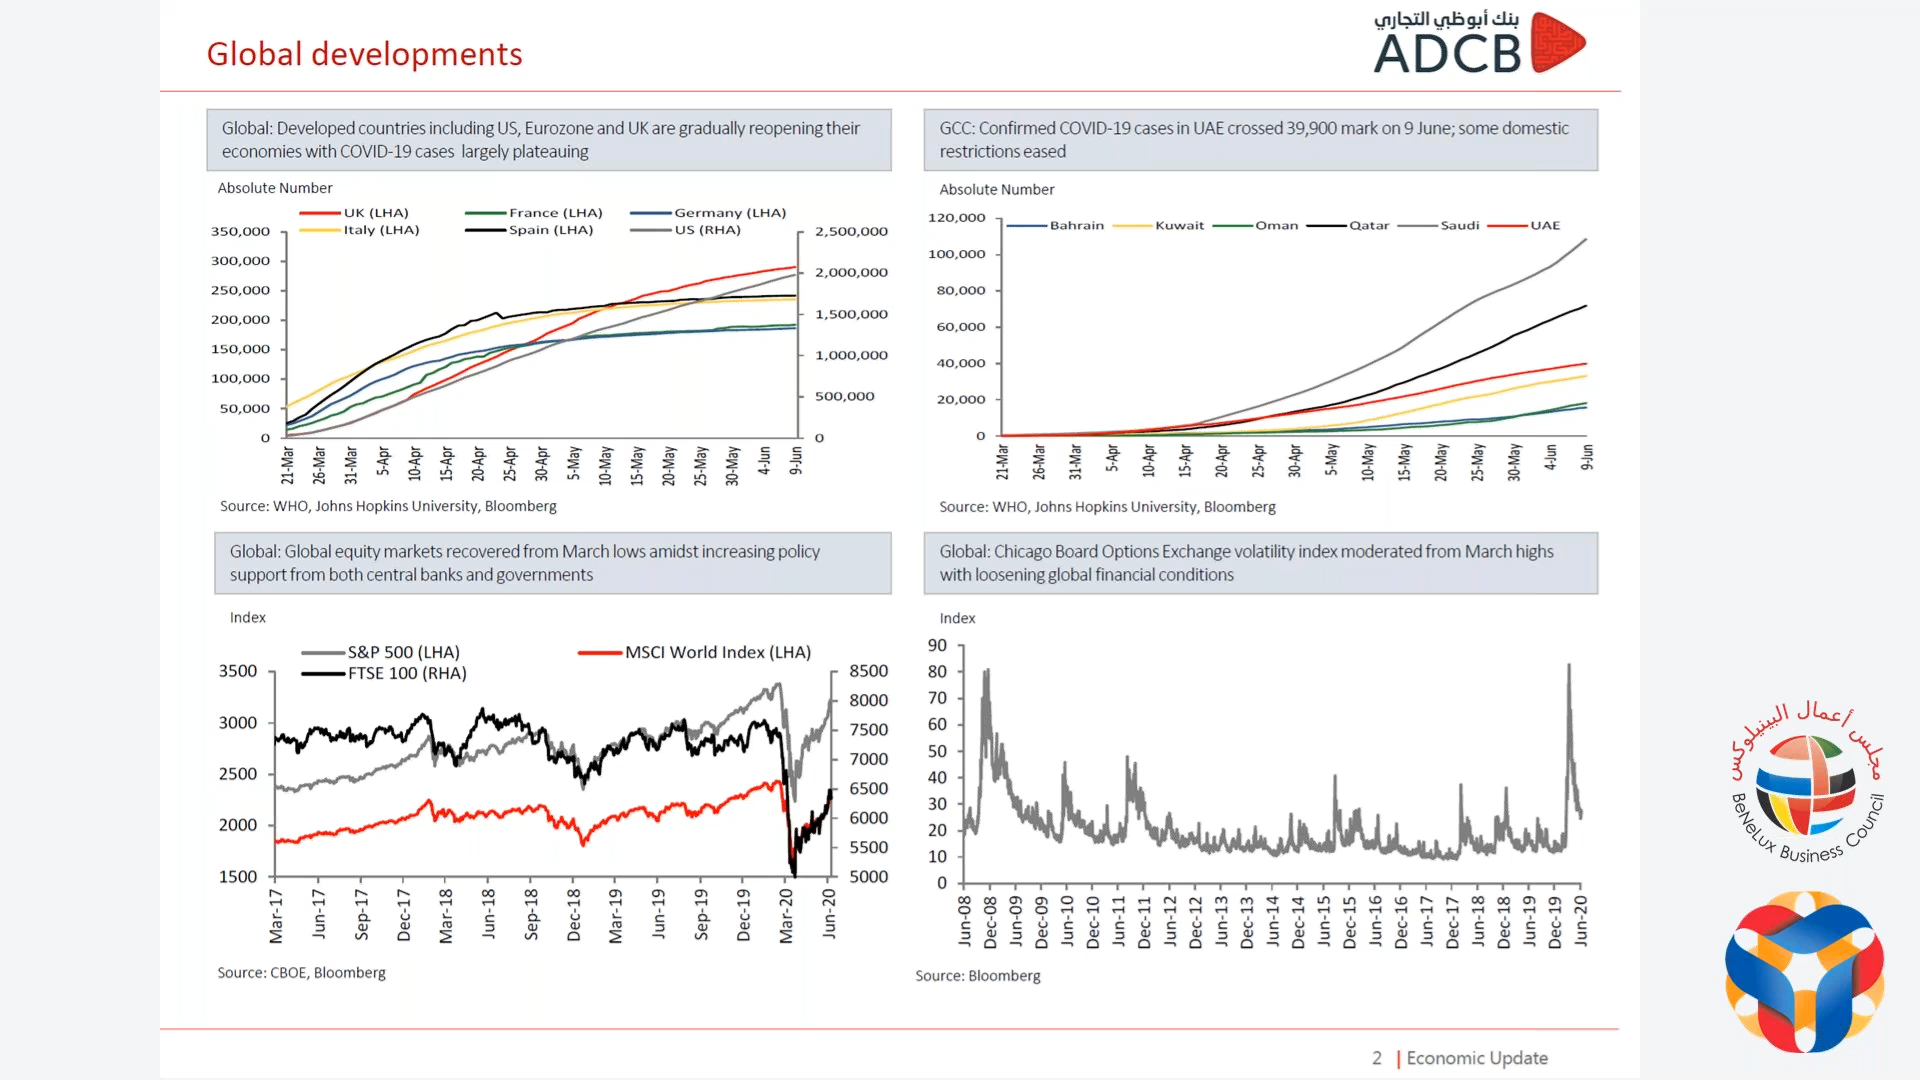 Global developments
بنك أبوظبي التجاري
ADCB
Global: Developed countries including US, Eurozone and UK are gradually reopening their
economies with COVID-19 cases largely plateauing
Absolute Number
UK (LHA) France (LHA) Germany (LHA)
Italy (LHA) Spain (LHA) US (RHA)
350,000
300,000
250,000
200,000
150,000
100,000
50,000
0
2,500,000
2,000,000
1,500,000
1,000,000
500,000
0
21-Mar 26-Mar 31-Mar 5-Apr 10-Apr 15-Apr 20-Apr 25-Apr 30-Apr 5-May 10-May 15-May 20-May 25-May 30-May 4-Jun 9-Jun
Source: WHO, Johns Hopkins University, Bloomberg
GCC: Confirmed COVID-19 cases in UAE crossed 39,900 mark on 9 June; some domestic
restrictions eased
Absolute Number
Bahrain Kuwait Oman Qatar Saudi UAE
120,000
100,000
80,000
60,000
40,000
20,000
0
21-Mar 26-Mar 31-Mar 5-Apr 10-Apr 15-Apr 20-Apr 25-Apr 30-Apr 5-May 10-May 15-May 20-May 25-May 30-May 4-Jun 9-Jun
Source: WHO, Johns Hopkins University, Bloomberg
Global: Global equity markets recovered from March lows amidst increasing policy
support from both central banks and governments
Index
S&P 500 (LHA) MSCI World Index (LHA)
FTSE 100 (RHA)
3500
3000
2500
2000
1500
8500
8000
7500
7000
6500
6000
5500
5000
Mar-17 Jun-17 Sep-17 Dec-17 Mar-18 Jun-18 Sep-18 Dec-18 Mar-19 Jun-19 Sep-19 Dec-19 Mar-20 Jun-20
Source: CBOE, Bloomberg
Global: Chicago Board Options Exchange volatility index moderated from March highs
with loosening global financial conditions
Index
90
80
70
60
50
40
30
20
10
0
Jun-08 Dec-08 Jun-09 Dec-09 Jun-10 Dec-10 Jun-11 Dec-11 Jun-12 Dec-12 Jun-13 Dec-13 Jun-14 Dec-14 Jun-15 Dec-15 Jun-16 Dec-16 Jun-17 Dec-17 Jun-18 Dec-18 Jun-19 Dec-19 Jun-20
Source: Bloomberg
2 | Economic Update
مجلس أعمال البينيلوكس
BeNeLux Business Council